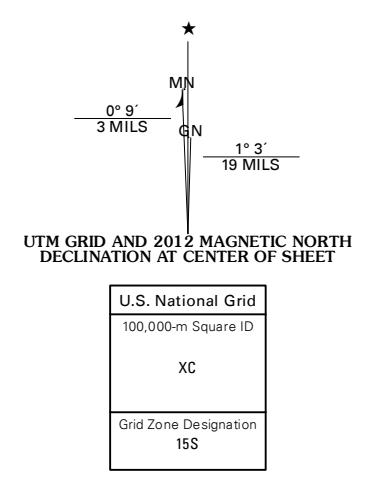 ★
MN
0° 9´
3 MILS
GN
1° 3´
19 MILS
UTM GRID AND 2012 MAGNETIC NORTH
DECLINATION AT CENTER OF SHEET
U.S. National Grid
100,000-m Square ID
XC
Grid Zone Designation
15S